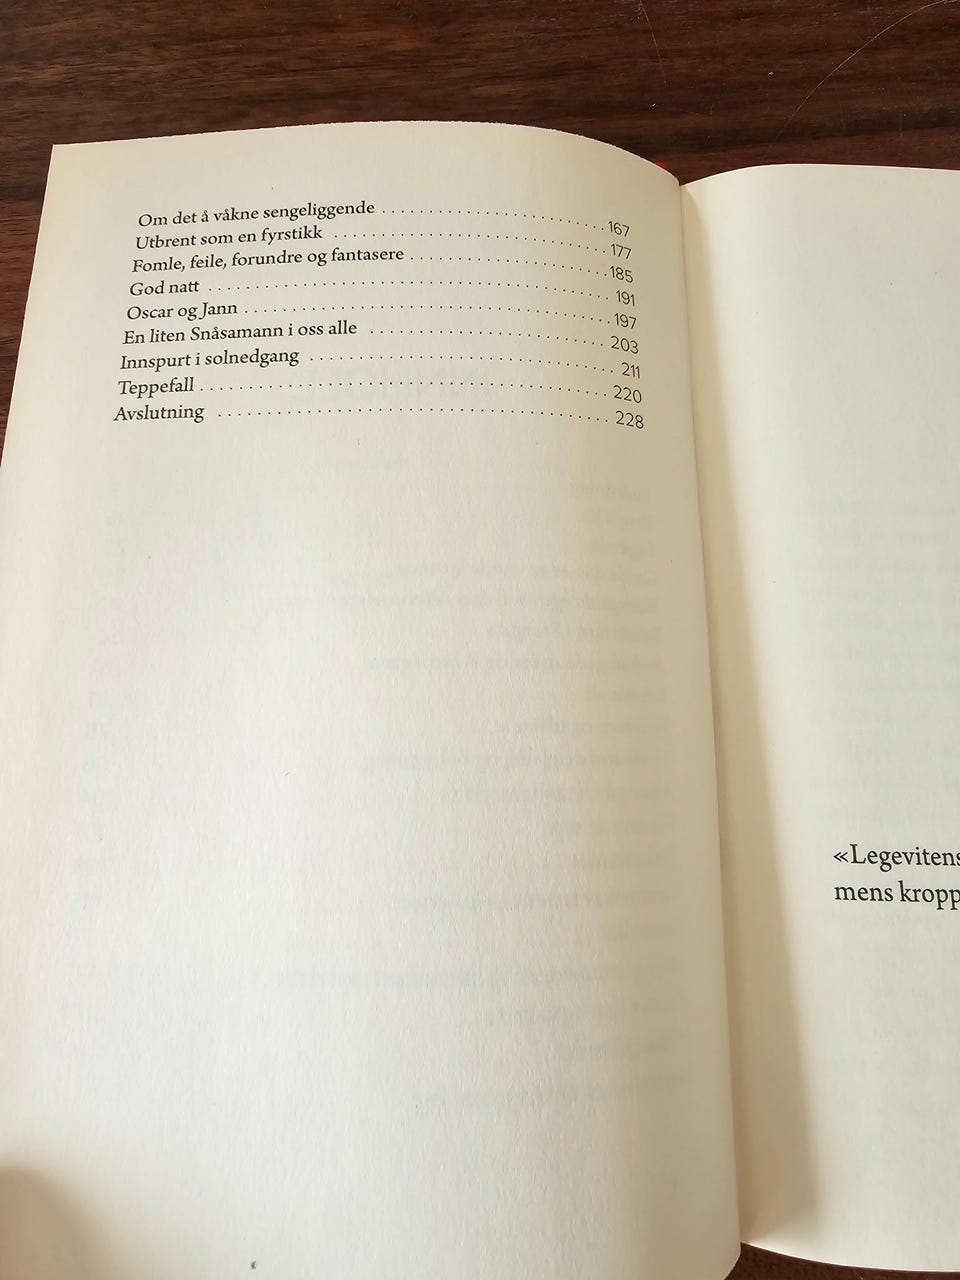 Om det å våkne sengeliggende . . . . . . . . . . . . . . . . . . . . . . . . 167
Utbrent som en fyrstikk . . . . . . . . . . . . . . . . . . . . . . . . . . . . . 177
Fomle, feile, forundre og fantasere . . . . . . . . . . . . . . . . . . . . . 185
God natt . . . . . . . . . . . . . . . . . . . . . . . . . . . . . . . . . . . . . . . . . . 191
Oscar og Jann . . . . . . . . . . . . . . . . . . . . . . . . . . . . . . . . . . . . . . 197
En liten Snåsamann i oss alle . . . . . . . . . . . . . . . . . . . . . . . . . 203
Innspurt i solnedgang . . . . . . . . . . . . . . . . . . . . . . . . . . . . . . . . 211
Teppefall . . . . . . . . . . . . . . . . . . . . . . . . . . . . . . . . . . . . . . . . . . 220
Avslutning . . . . . . . . . . . . . . . . . . . . . . . . . . . . . . . . . . . . . . . . 228
«Legevitens
mens kropp